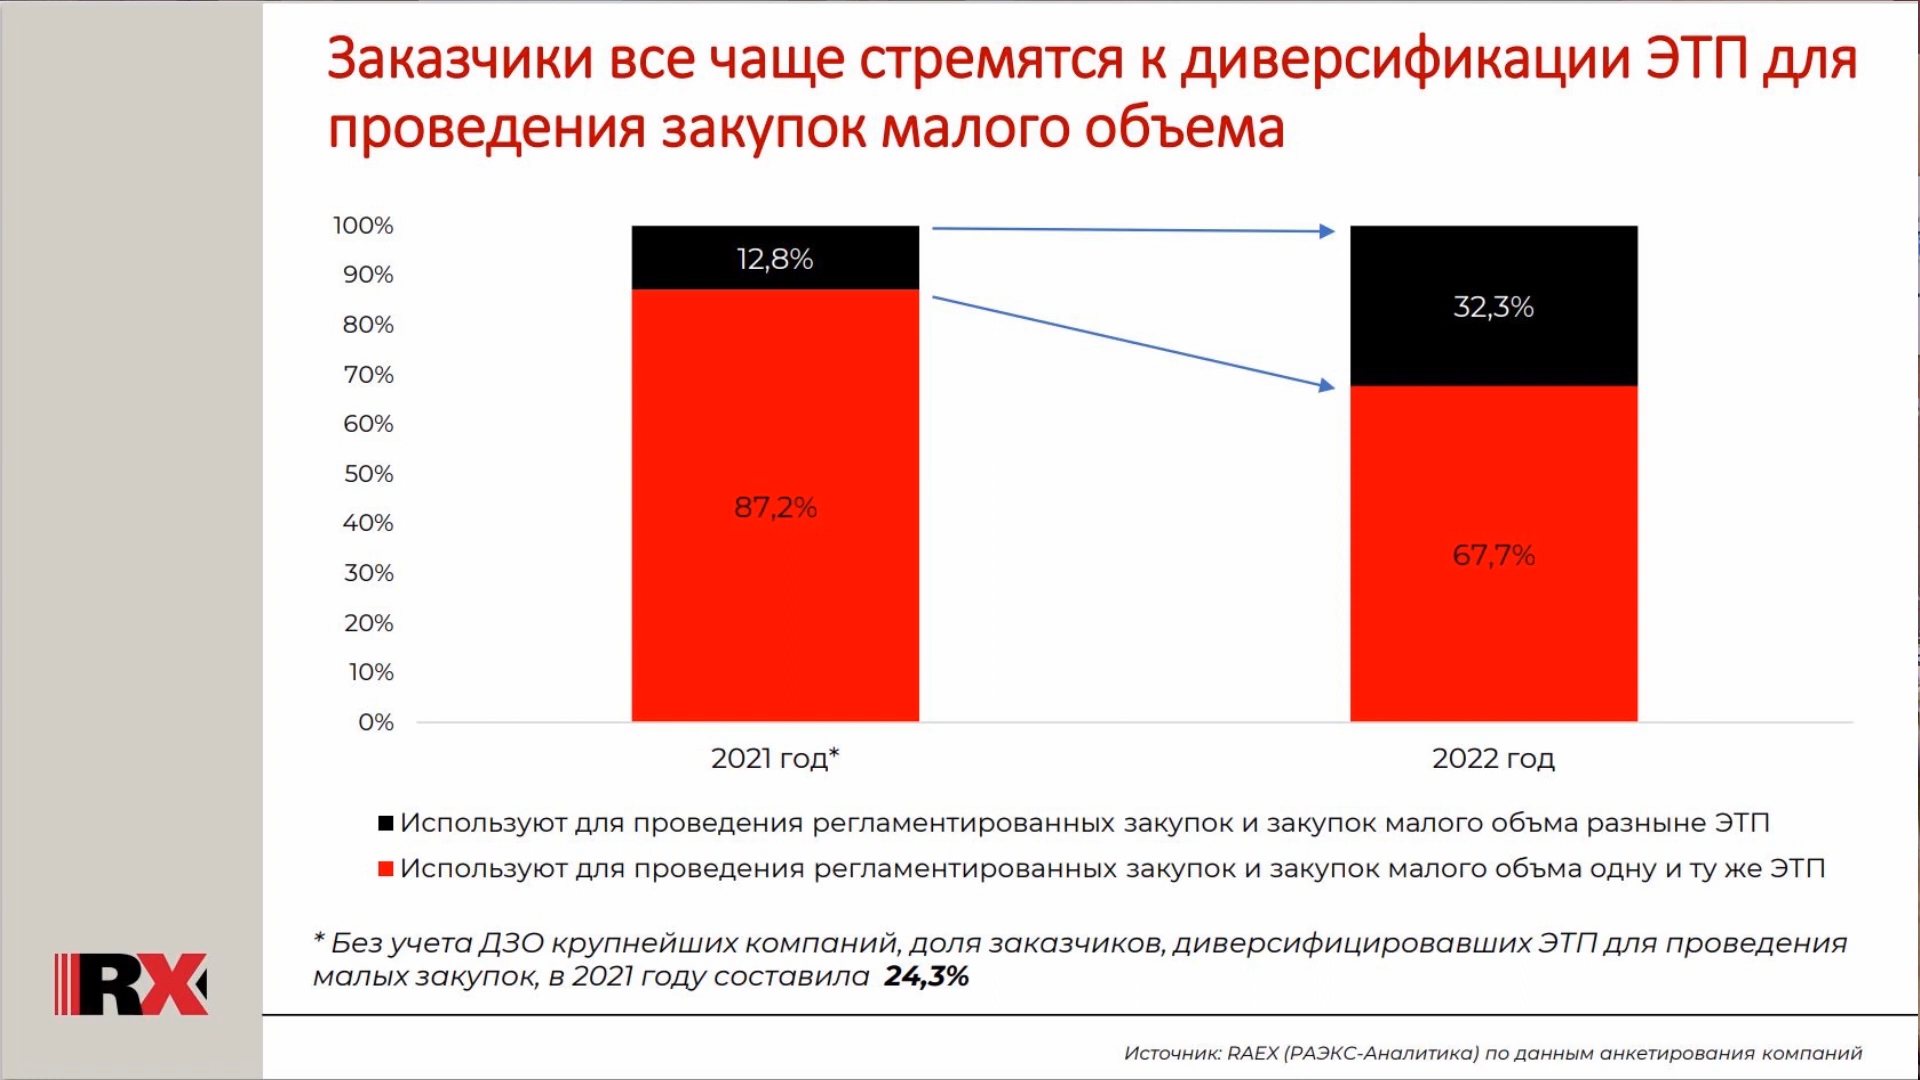 Заказчики все чаще стремятся к диверсификации ЭТП для
проведения закупок малого объема
100%
90%
80%
70%
60%
50%
40%
30%
20%
10%
0%
12,8%
87,2%
32,3%
67,7%
2021 год*
2022 год
Используют для проведения регламентированных закупок и закупок малого объма разныне ЭТП
Используют для проведения регламентированных закупок и закупок малого объма одну и ту же ЭТП
* Без учета ДЗО крупнейших компаний, доля заказчиков, диверсифицировавших ЭТП для проведения
малых закупок, в 2021 году составила 24,3%
RX
Источник: RAEX (РАЭКС-Аналитика) по данным анкетирования компаний